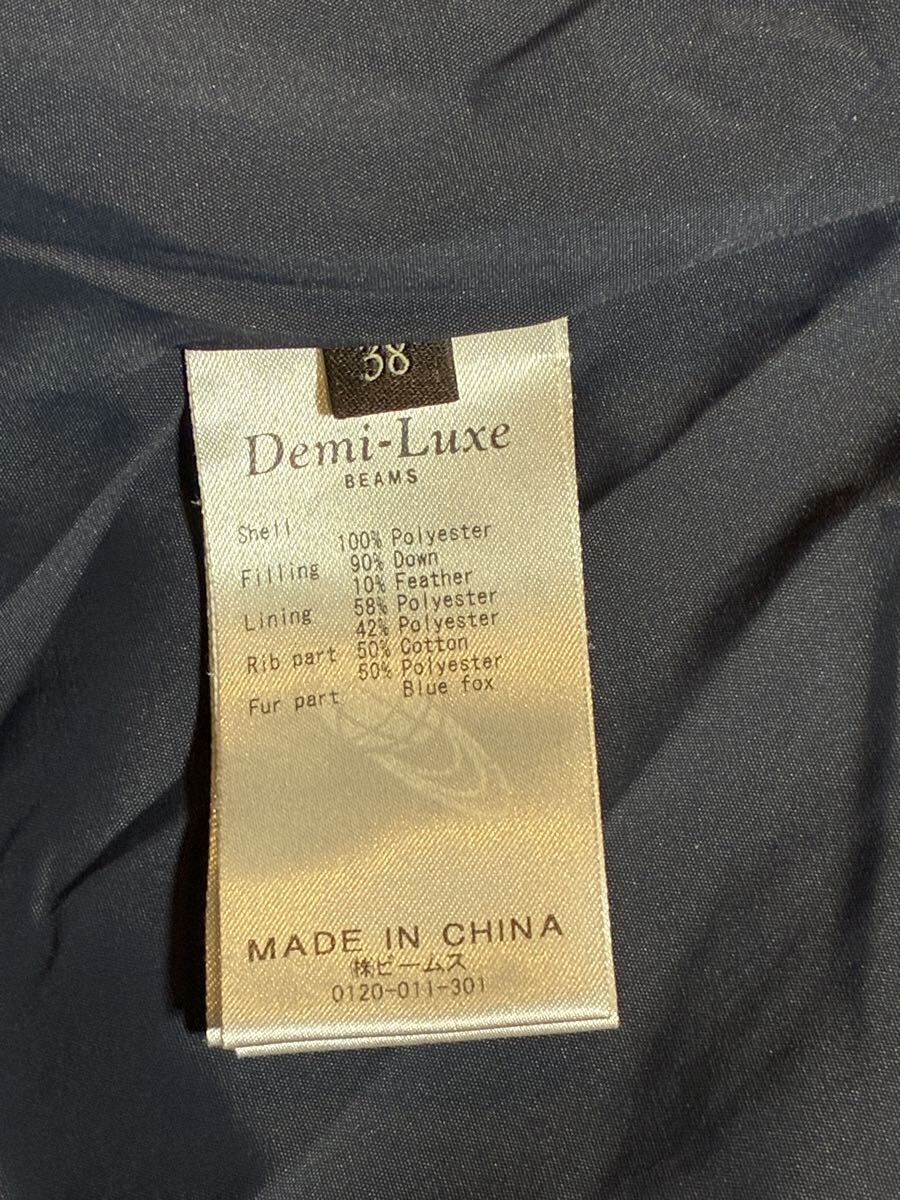 38
Demi-Luxe
BEAMS
Shell 100% Polyester
Filling 90% Down
10% Feather
Lining 58% Polyester
42% Polyester
Rib part 50% Cotton
50% Polyester
Fur part Blue fox
MADE IN CHINA
㈱ビームス
0120-011-301